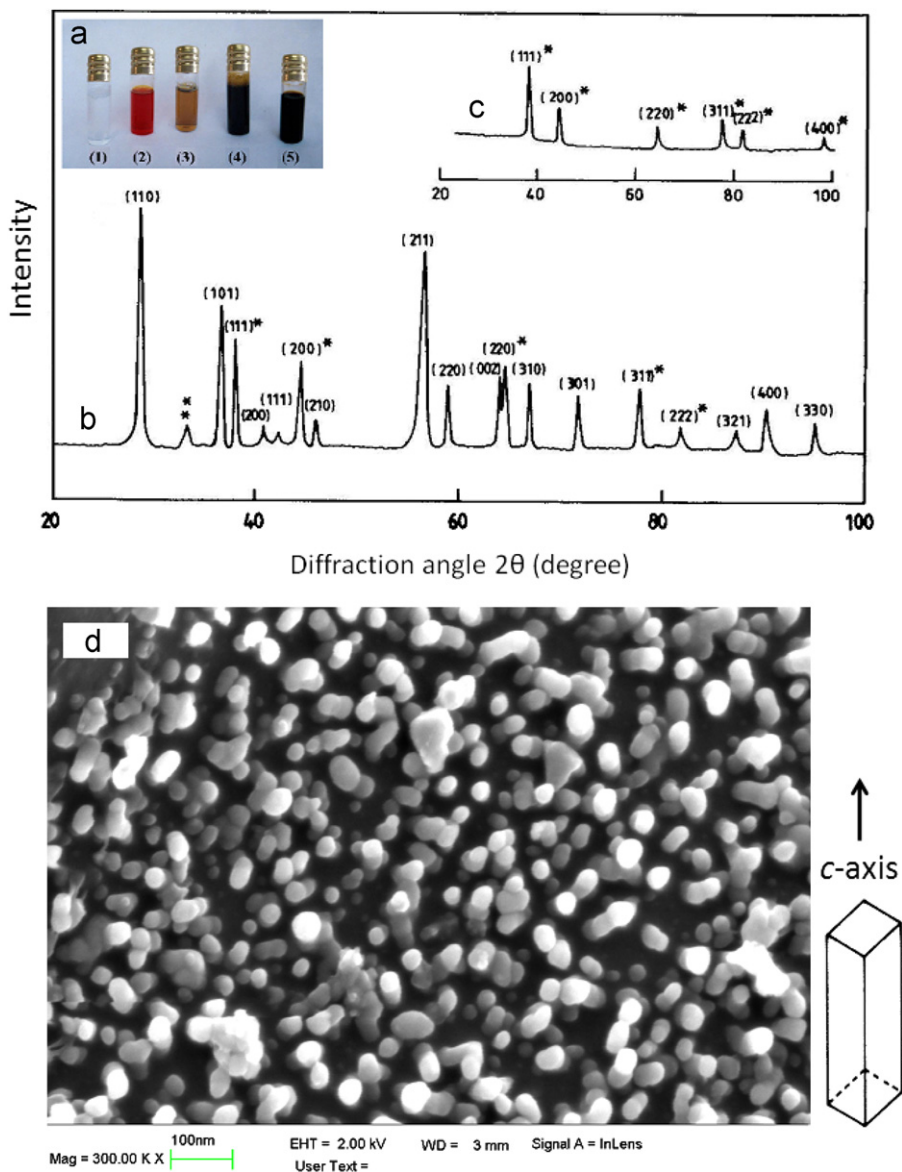 a
(1) (2) (3) (4) (5)
c
(111)*
(200)*
(220)*
(311)*
(222)*
(400)*
20 40 60 80 100
Intensity
b
(110)
**
(101)
(111)*
(200)
(111)
(200)*
(210)
(211)
(220)
(002)
(220)*
(310)
(301)
(311)*
(222)*
(321)
(400)
(330)
20 40 60 80 100
Diffraction angle 2θ (degree)
d
c-axis
Mag = 300.00 K X 100nm EHT = 2.00 kV WD = 3 mm Signal A = InLens
User Text =